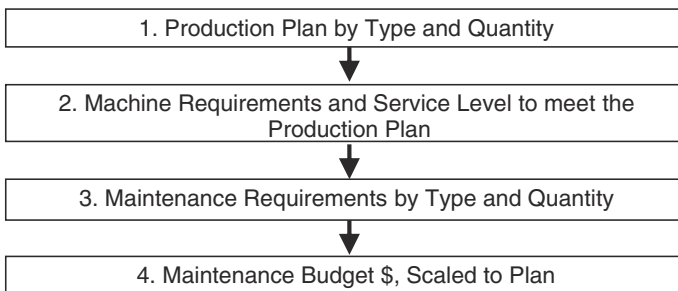 1. Production Plan by Type and Quantity
2. Machine Requirements and Service Level to meet the
Production Plan
3. Maintenance Requirements by Type and Quantity
4. Maintenance Budget $, Scaled to Plan